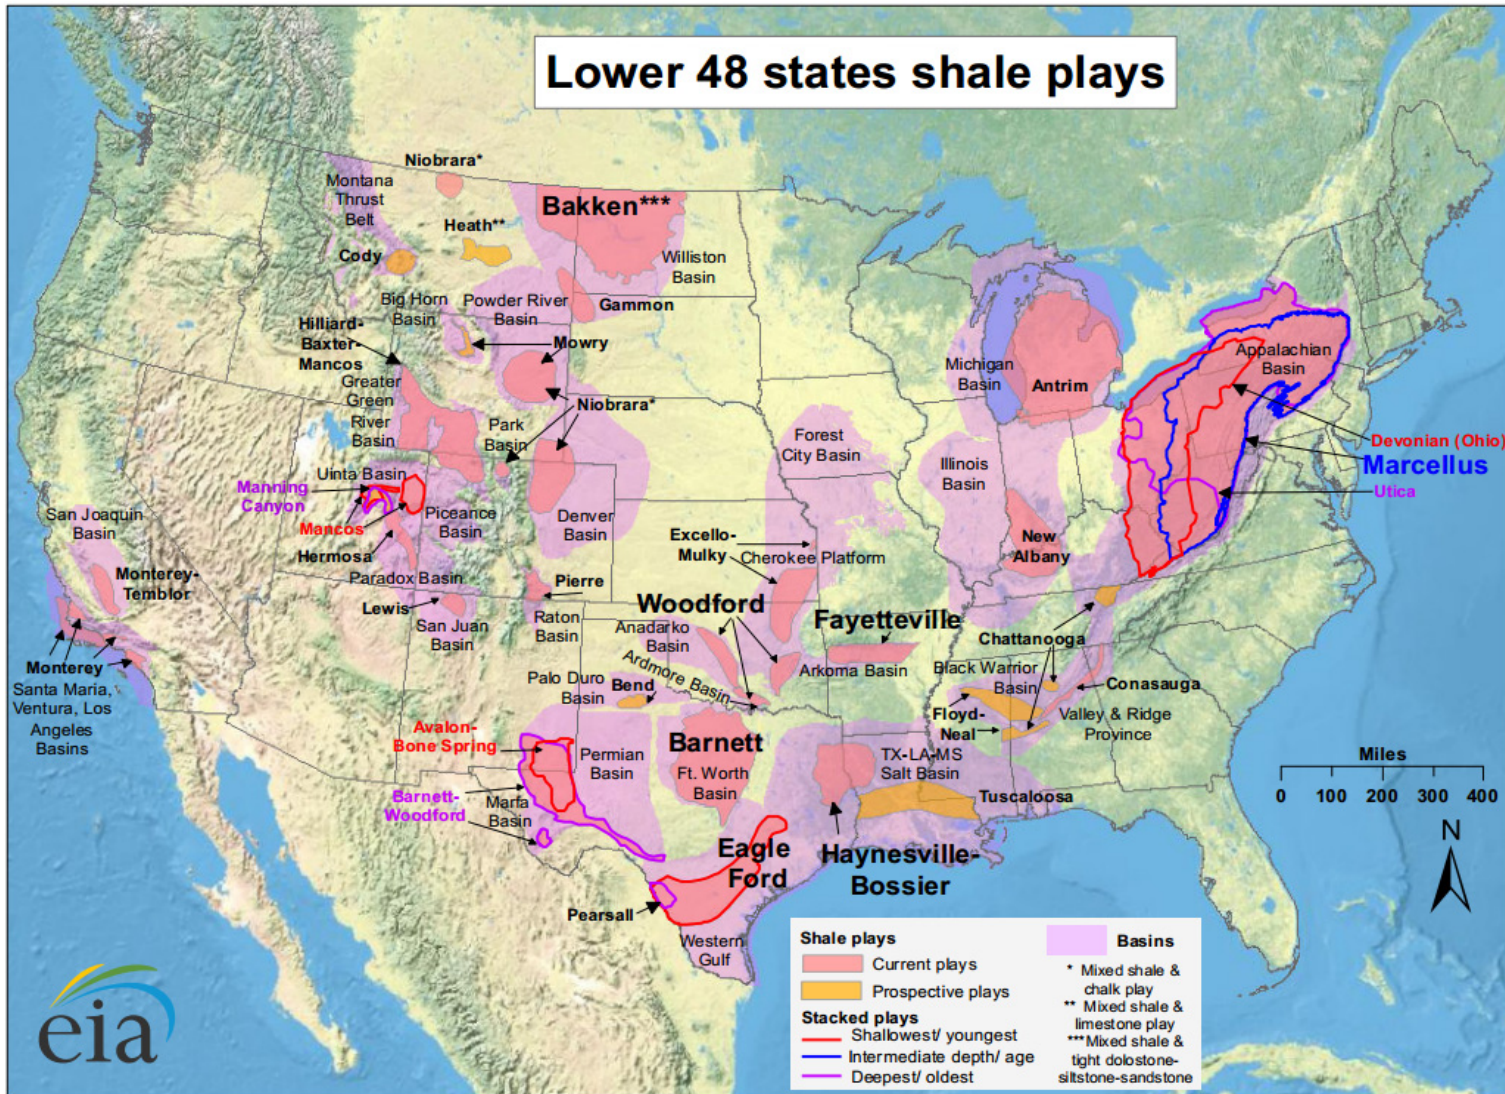 Lower 48 states shale plays
Niobrara*
Montana
Thrust
Belt
Bakken***
Heath**
Cody
Williston
Basin
Big Horn
Basin
Powder River
Basin
Gammon
Hilliard-
Baxter-
Mancos
Mowry
Michigan
Basin
Antrim
Appalachian
Basin
Greater
Green
River
Basin
Niobrara*
Park
Basin
Forest
City Basin
Illinois
Basin
Devonian (Ohio)
Marcellus
Utica
Uinta Basin
Manning
Canyon
Mancos
Piceance
Basin
Denver
Basin
San Joaquin
Basin
Hermosa
Excello-
Mulky
Cherokee Platform
New
Albany
Monterey-
Temblor
Paradox Basin
Pierre
Lewis
San Juan
Basin
Raton
Basin
Woodford
Anadarko
Basin
Fayetteville
Chattanooga
Monterey
Santa Maria,
Ventura, Los
Angeles
Basins
Ardmore Basin
Arkoma Basin
Black Warrior
Basin
Conasauga
Palo Duro
Basin
Bend
Floyd-
Neal
Valley & Ridge
Province
Avalon-
Bone Spring
Permian
Basin
Barnett
Ft. Worth
Basin
TX-LA-MS
Salt Basin
Tuscaloosa
Barnett-
Woodford
Marfa
Basin
Eagle
Ford
Haynesville-
Bossier
Pearsall
Western
Gulf
Miles
0 100 200 300 400
N
Shale plays
Current plays
Prospective plays
Stacked plays
Shallowest/ youngest
Intermediate depth/ age
Deepest/ oldest
Basins
* Mixed shale &
chalk play
** Mixed shale &
limestone play
***Mixed shale &
tight dolostone-
siltstone-sandstone
eia